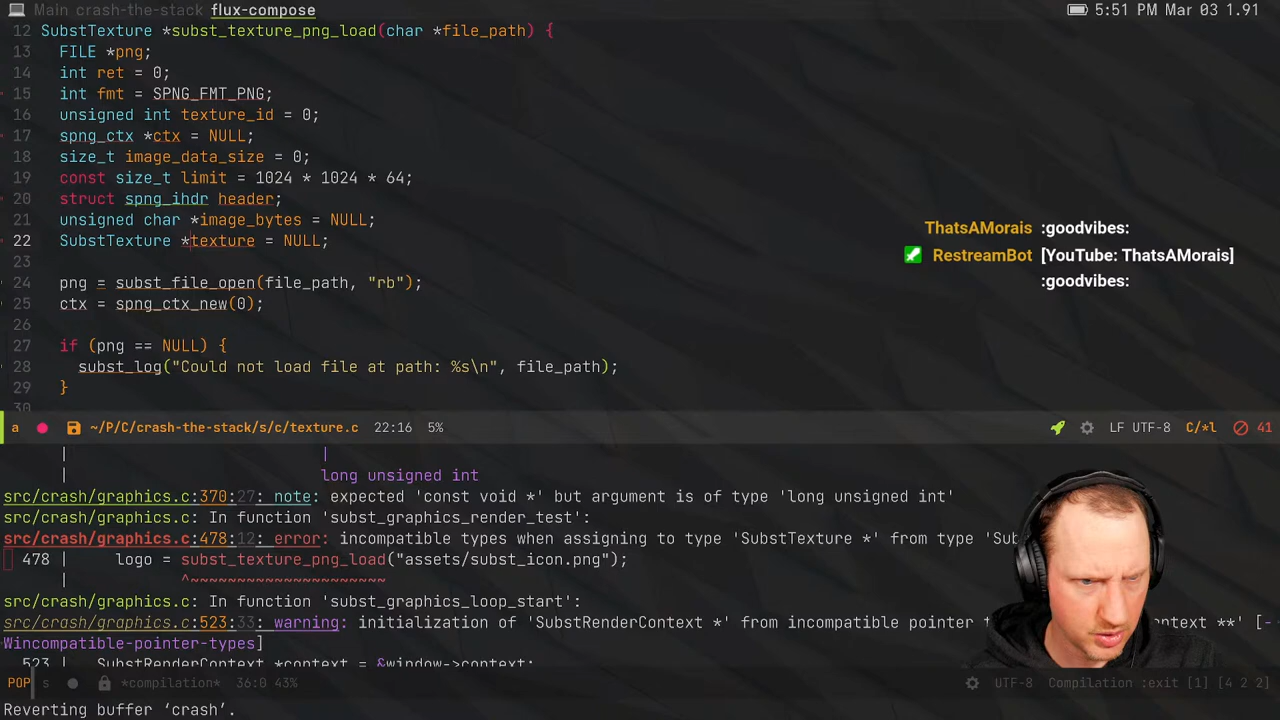 Main crash-the-stack flux-compose 5:51 PM Mar 03 1.91
12 SubstTexture *subst_texture_png_load(char *file_path) {
13 FILE *png;
14 int ret = 0;
15 int fmt = SPNG_FMT_PNG;
16 unsigned int texture_id = 0;
17 spng_ctx *ctx = NULL;
18 size_t image_data_size = 0;
19 const size_t limit = 1024 * 1024 * 64;
20 struct spng_ihdr header;
21 unsigned char *image_bytes = NULL;
22 SubstTexture *texture = NULL;
23
24 png = subst_file_open(file_path, "rb");
25 ctx = spng_ctx_new(0);
26
27 if (png == NULL) {
28 subst_log("Could not load file at path: %s\n", file_path);
29 }
30
ThatsAMorais :goodvibes:
RestreamBot [YouTube: ThatsAMorais]
:goodvibes:
a ~/P/C/crash-the-stack/s/c/texture.c 22:16 5% LF UTF-8 C/*l 41
| |
| long unsigned int
src/crash/graphics.c:370:27: note: expected 'const void *' but argument is of type 'long unsigned int'
src/crash/graphics.c: In function 'subst_graphics_render_test':
src/crash/graphics.c:478:12: error: incompatible types when assigning to type 'SubstTexture *' from type 'Sub
478 | logo = subst_texture_png_load("assets/subst_icon.png");
| ^~~~~~~~~~~~~~~~~~~~~~
src/crash/graphics.c: In function 'subst_graphics_loop_start':
src/crash/graphics.c:523:33: warning: initialization of 'SubstRenderContext *' from incompatible pointer t ontext **' [-
Wincompatible-pointer-types]
523 | SubstRenderContext *context = &window->context;
POP s *compilation* 36:0 43% UTF-8 Compilation :exit [1] [4 2 2]
Reverting buffer ‘crash’.